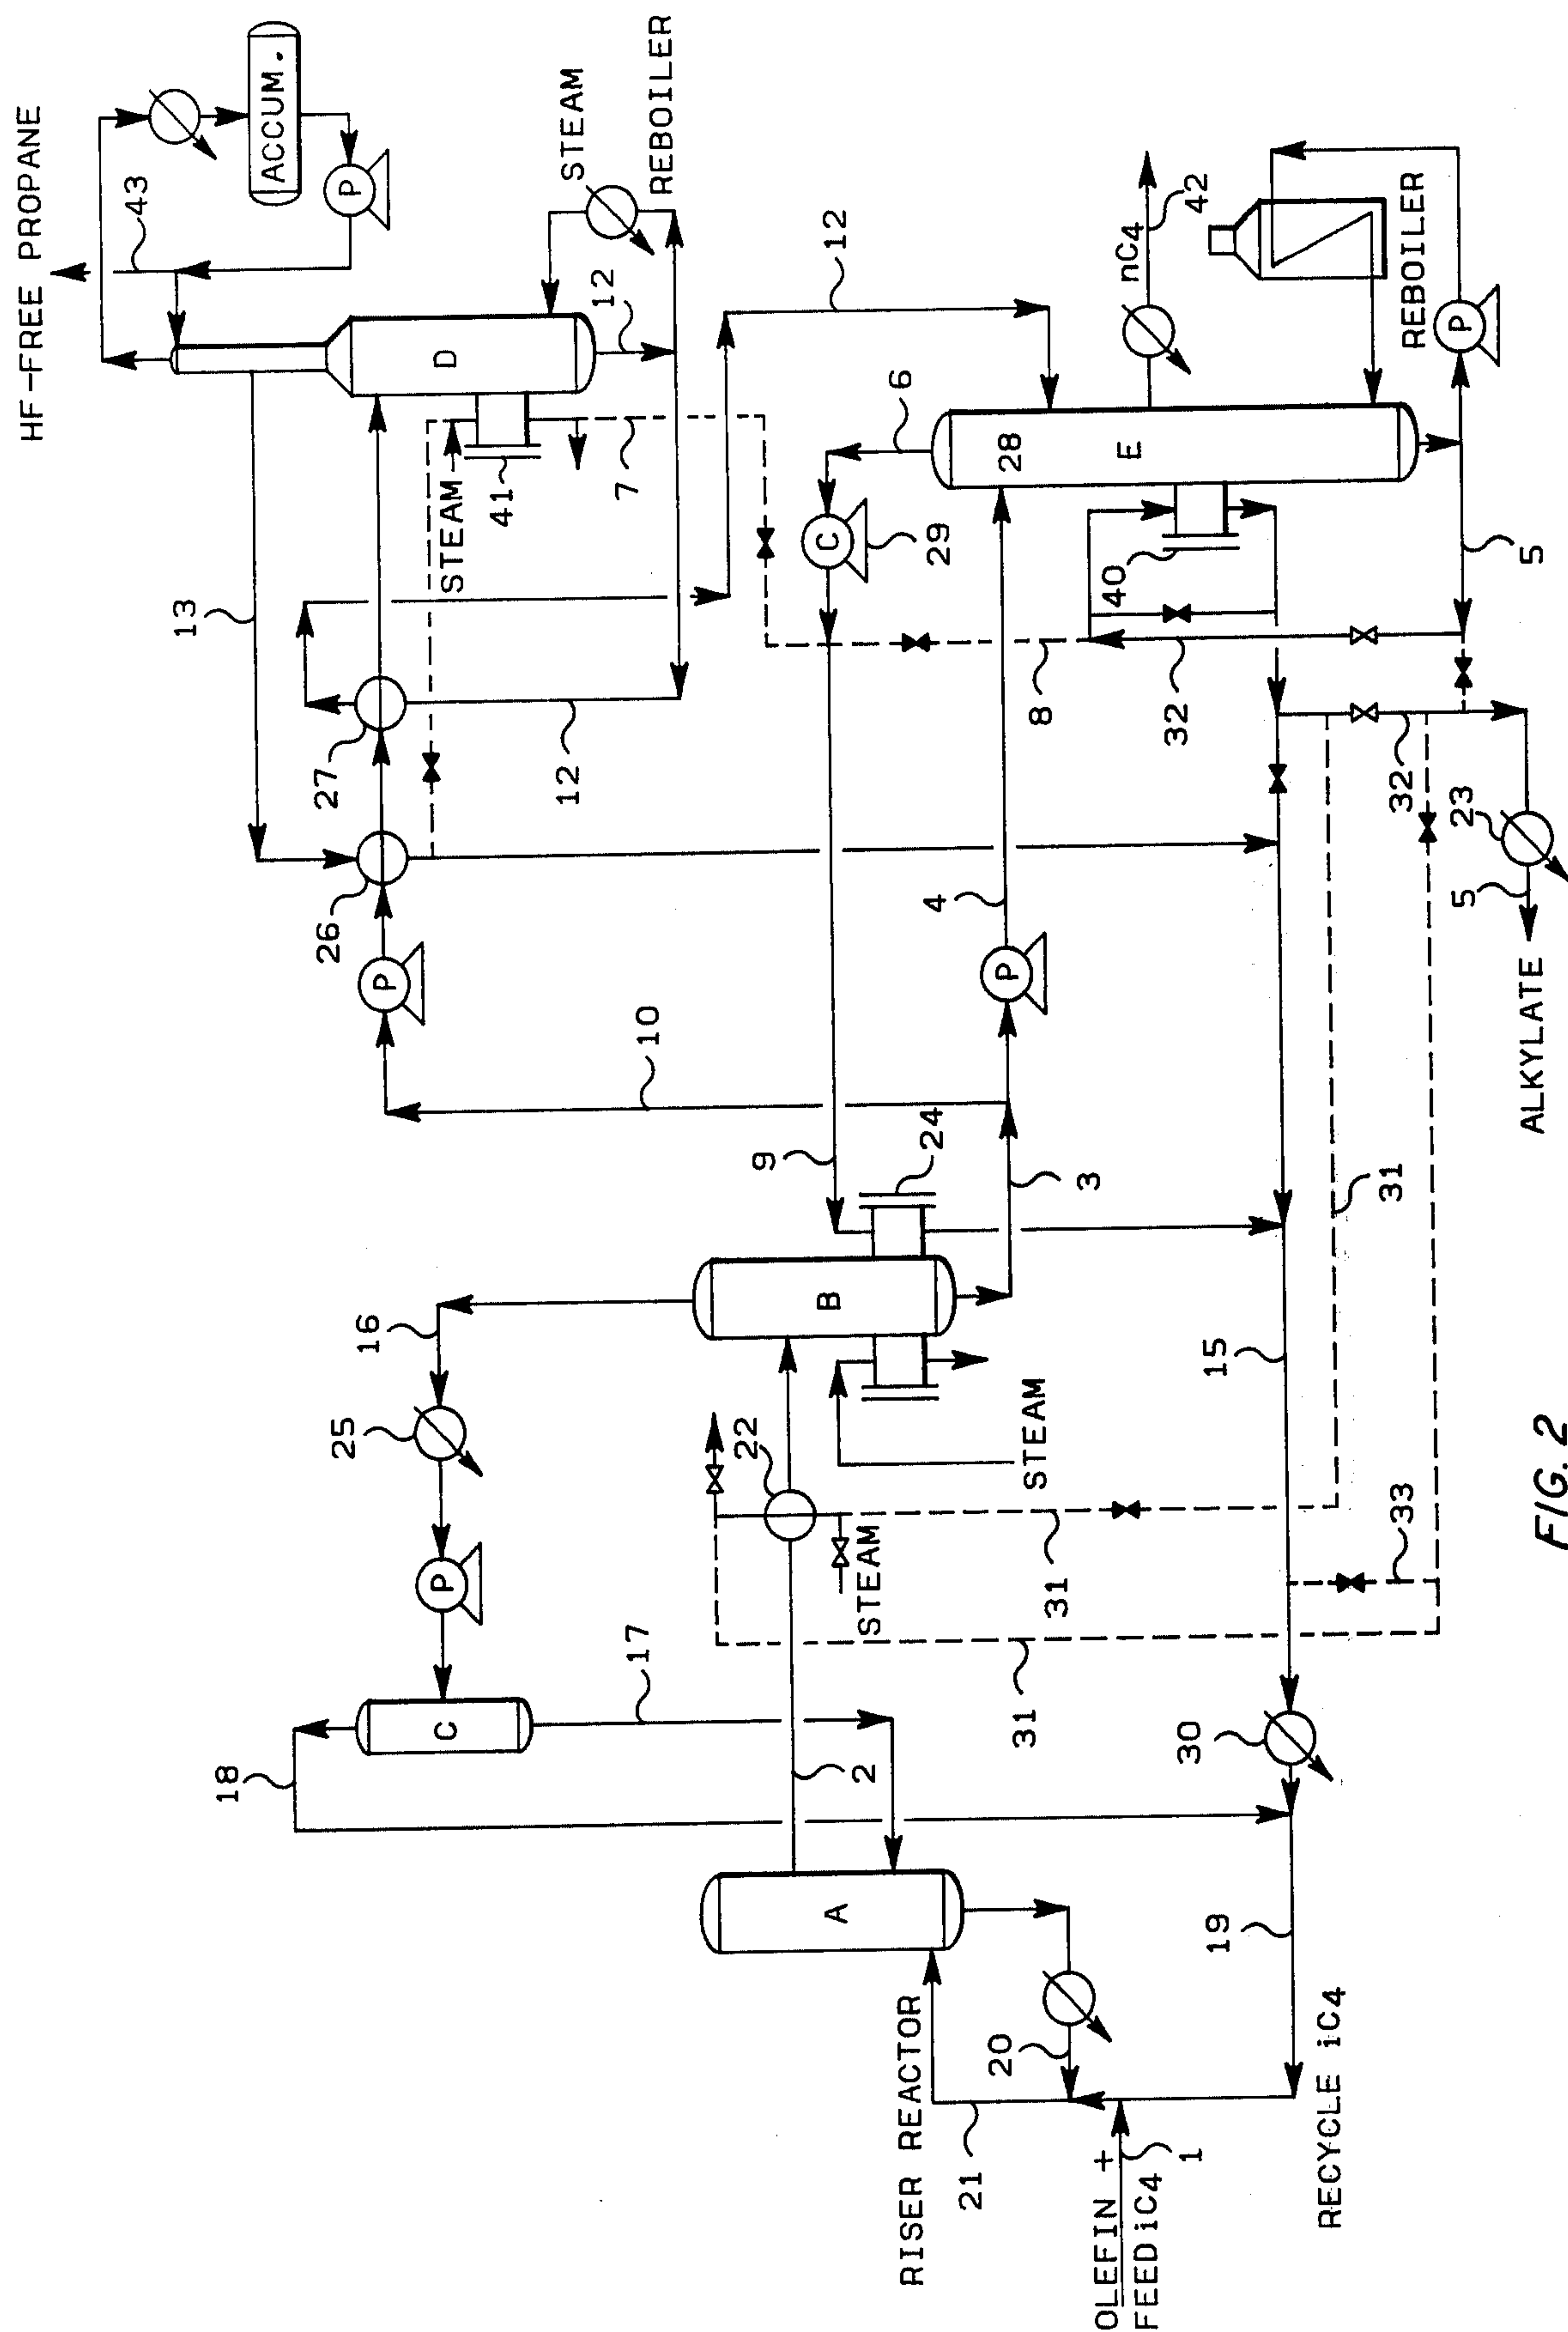 HF-FREE PROPANE
43
ACCUM.
P
STEAM
REBOILER
13
D
12
STEAM
41
7
27
12
26
P
12
6
28
E
C
29
nC4
42
REBOILER
P
40
5
8
32
4
P
32
23
5
ALKYLATE
10
9
24
3
16
25
B
P
22
STEAM
STEAM
31
15
31
33
C
17
18
2
31
30
A
19
20
RISER REACTOR
21
OLEFIN +
FEED iC4
1
RECYCLE iC4
FIG. 2